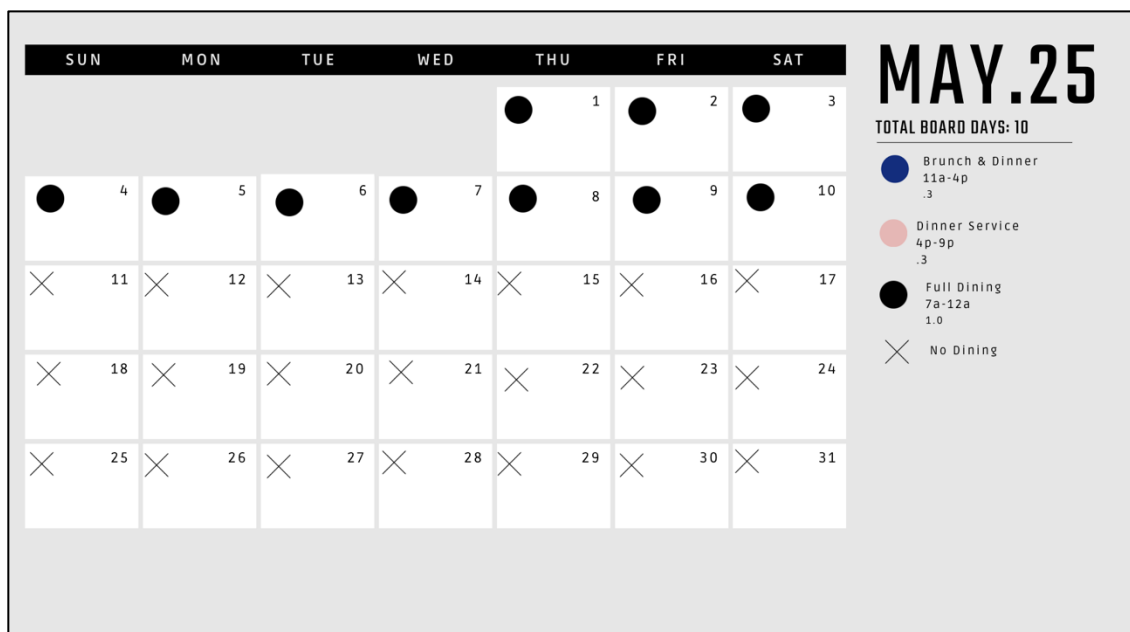 SUN MON TUE WED THU FRI SAT
1 2 3
4 5 6 7 8 9 10
11 12 13 14 15 16 17
18 19 20 21 22 23 24
25 26 27 28 29 30 31
MAY.25
TOTAL BOARD DAYS: 10
Brunch & Dinner
11a-4p
.3
Dinner Service
4p-9p
.3
Full Dining
7a-12a
1.0
No Dining